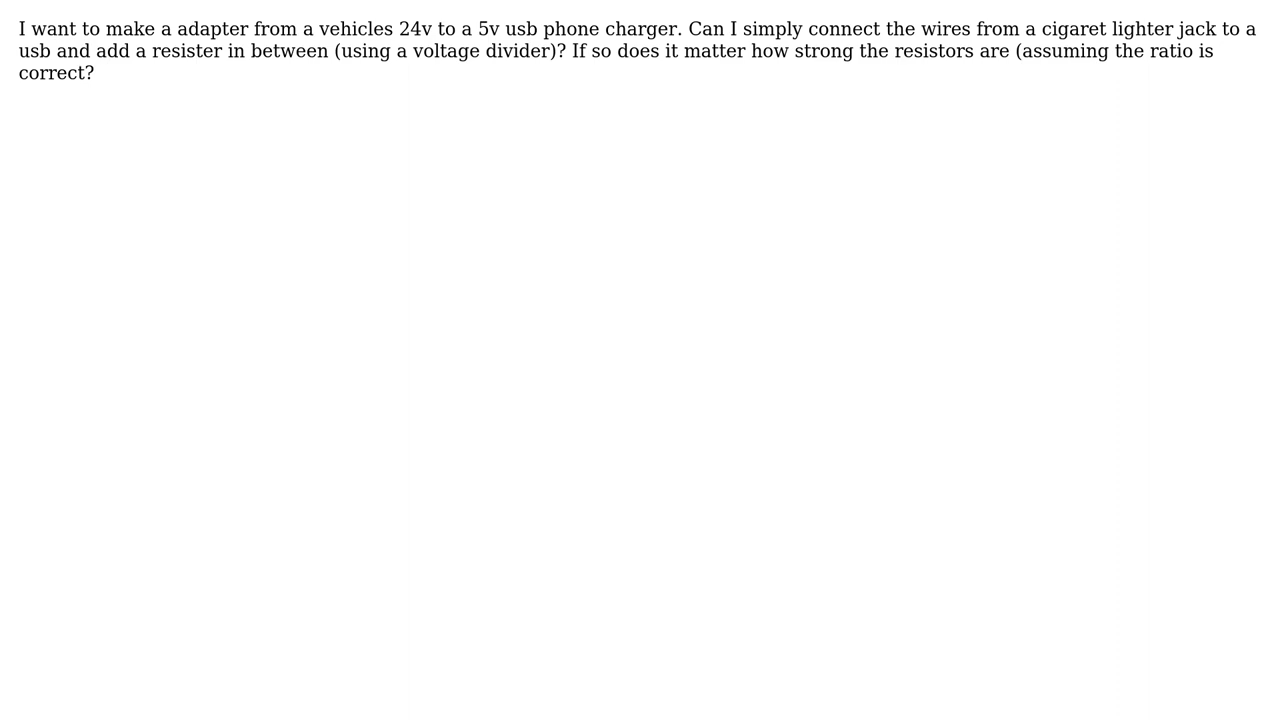 I want to make a adapter from a vehicles 24v to a 5v usb phone charger. Can I simply connect the wires from a cigaret lighter jack to a
usb and add a resister in between (using a voltage divider)? If so does it matter how strong the resistors are (assuming the ratio is
correct?